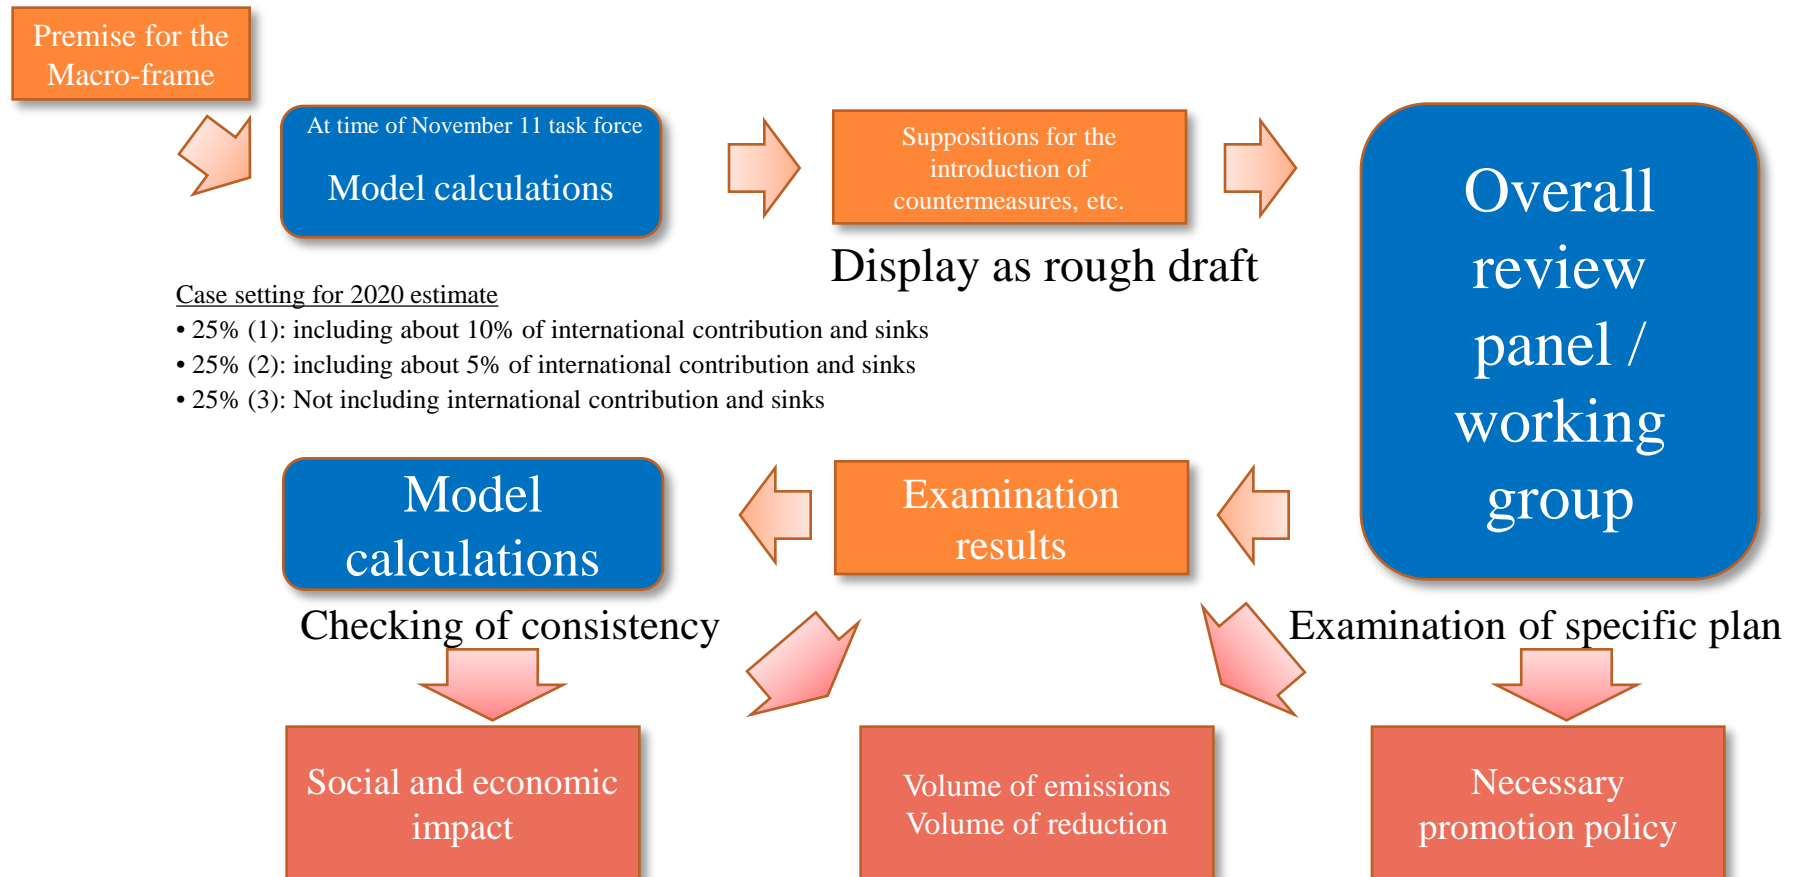 Premise for the
Macro-frame
At time of November 11 task force
Model calculations
Suppositions for the
introduction of
countermeasures, etc.
Display as rough draft
Overall
review
panel /
working
group
Case setting for 2020 estimate
• 25% (1): including about 10% of international contribution and sinks
• 25% (2): including about 5% of international contribution and sinks
• 25% (3): Not including international contribution and sinks
Model
calculations
Checking of consistency
Examination
results
Examination of specific plan
Social and economic
impact
Volume of emissions
Volume of reduction
Necessary
promotion policy